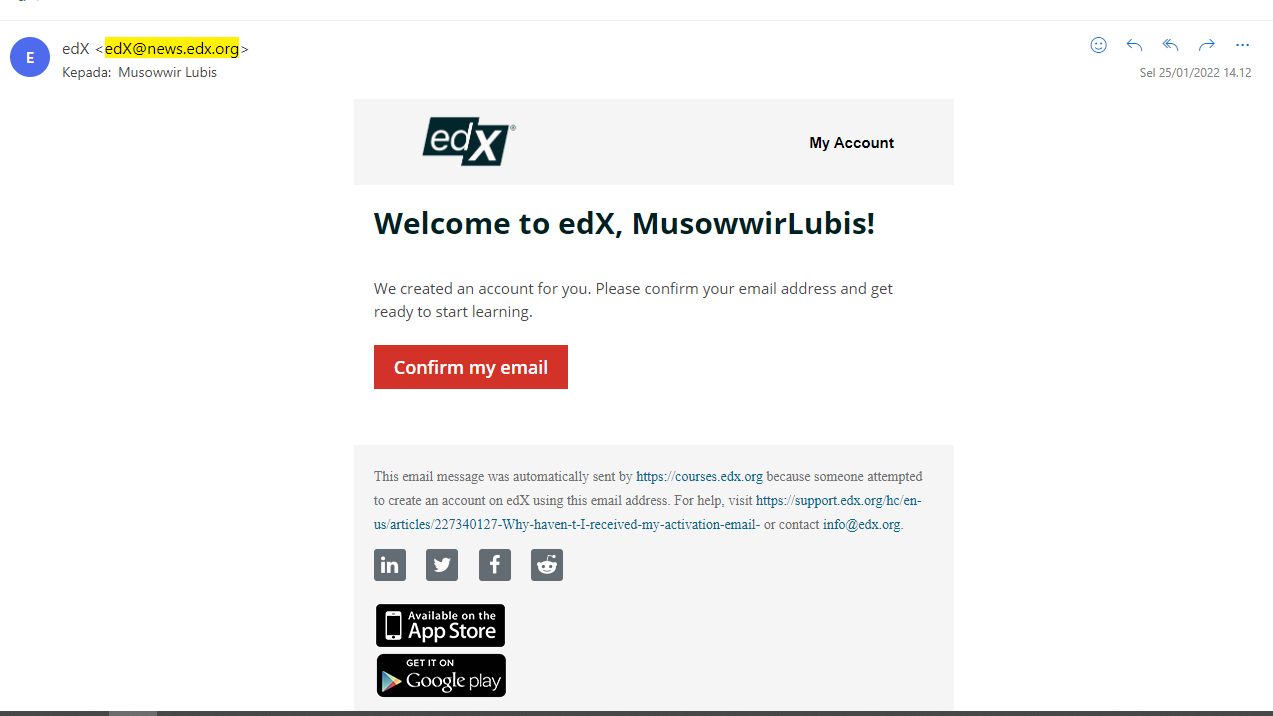 E
edX <edX@news.edx.org>
Kepada: Musowwir Lubis
Sel 25/01/2022 14.12
edX®
My Account
Welcome to edX, MusowwirLubis!
We created an account for you. Please confirm your email address and get
ready to start learning.
Confirm my email
This email message was automatically sent by https://courses.edx.org because someone attempted
to create an account on edX using this email address. For help, visit https://support.edx.org/hc/en-
us/articles/227340127-Why-haven-t-I-received-my-activation-email- or contact info@edx.org.
in
f
Available on the
App Store
GET IT ON
Google play